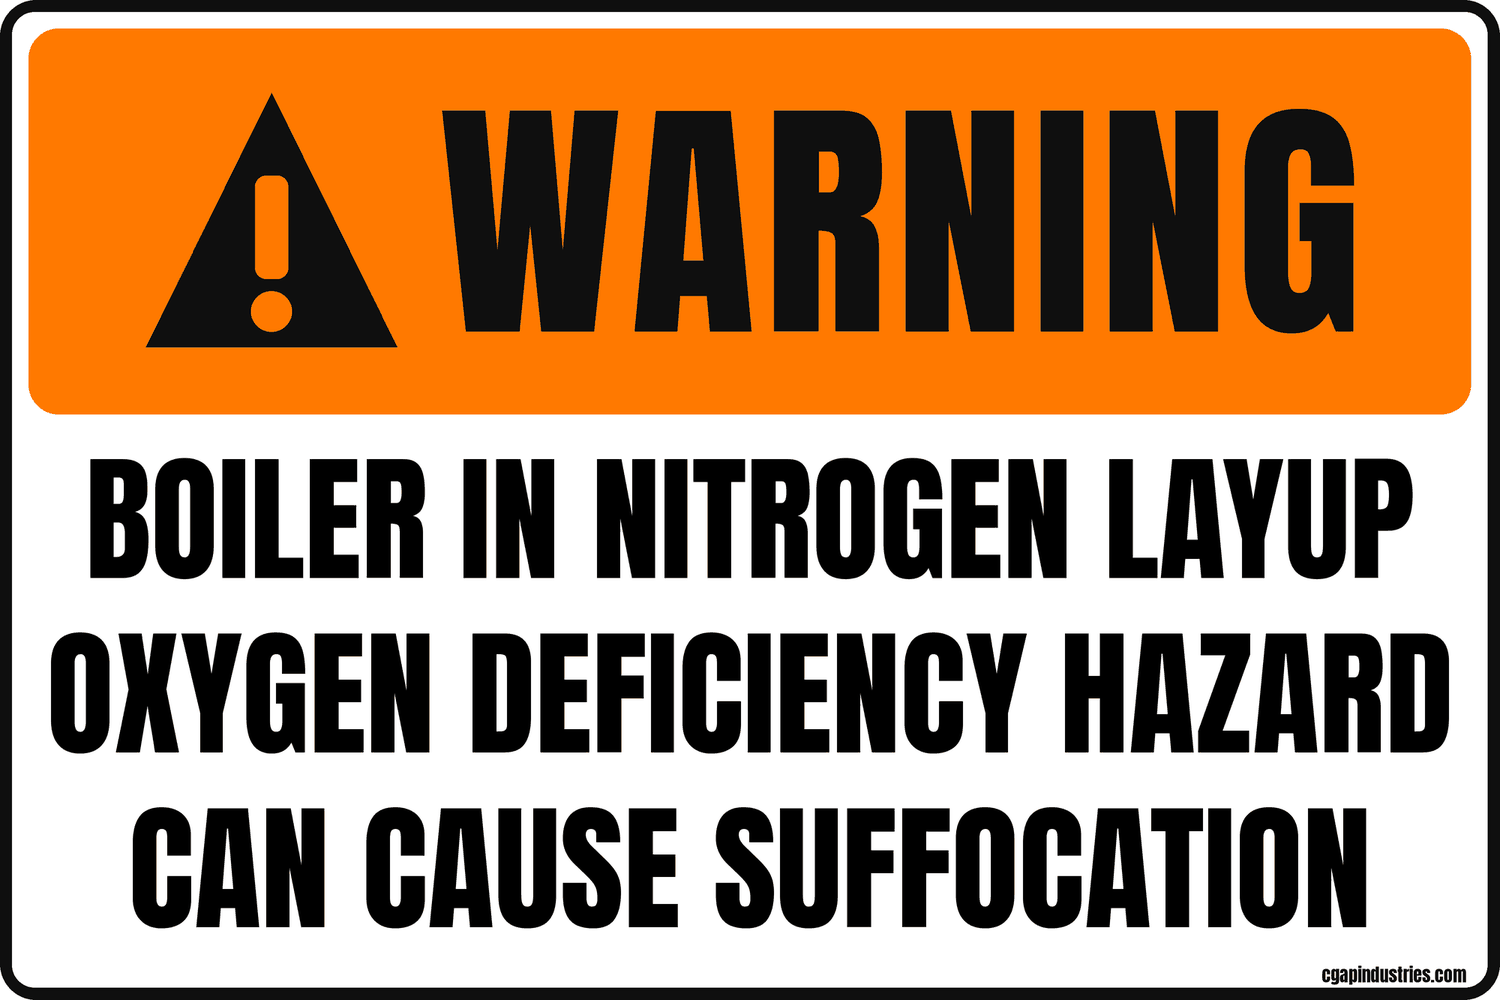 WARNING
BOILER IN NITROGEN LAYUP
OXYGEN DEFICIENCY HAZARD
CAN CAUSE SUFFOCATION
cgapindustries.com